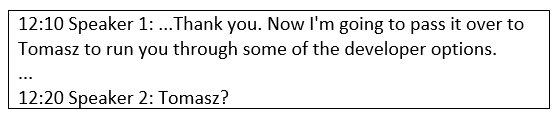 12:10 Speaker 1: ...Thank you. Now I'm going to pass it over to
Tomasz to run you through some of the developer options.
...
12:20 Speaker 2: Tomasz?